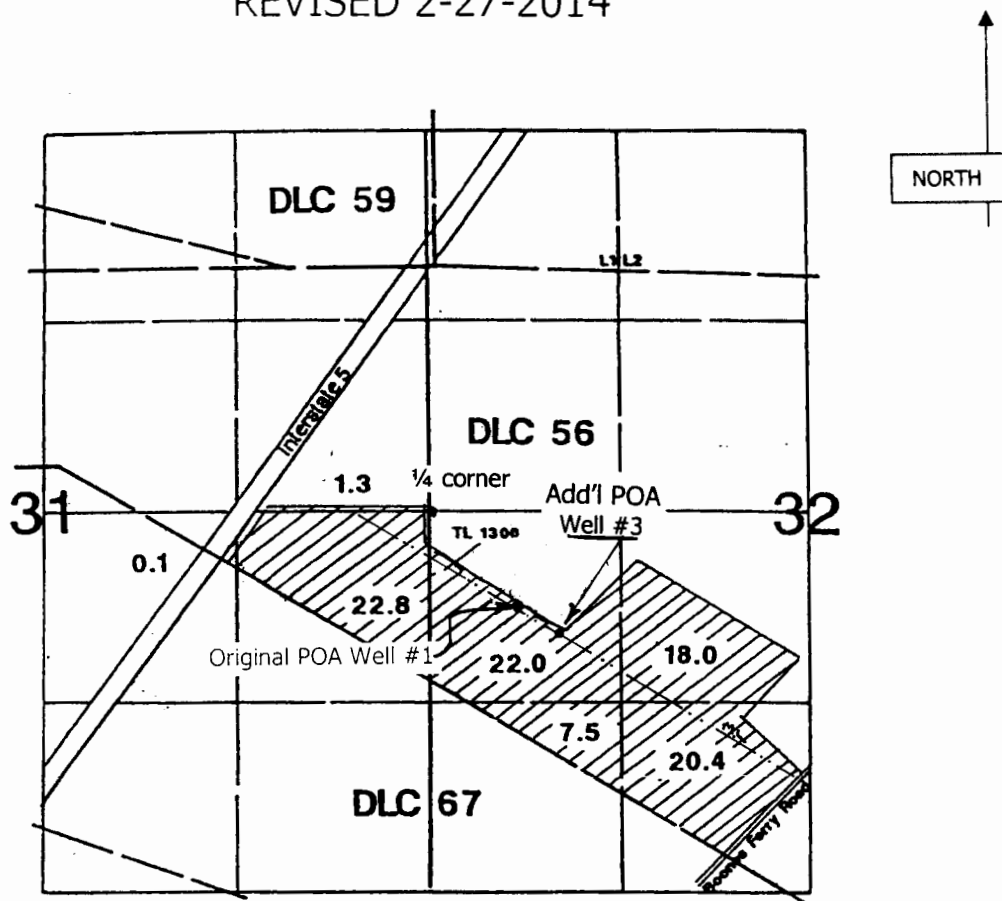 REVISED 2-27-2014
NORTH
DLC 59
L1 L2
Interstate 5
DLC 56
1.3
¼ corner
Add'l POA
Well #3
31
32
TL 1306
0.1
22.8
Original POA Well #1
22.0
18.0
7.5
20.4
DLC 67
Boones Ferry Road